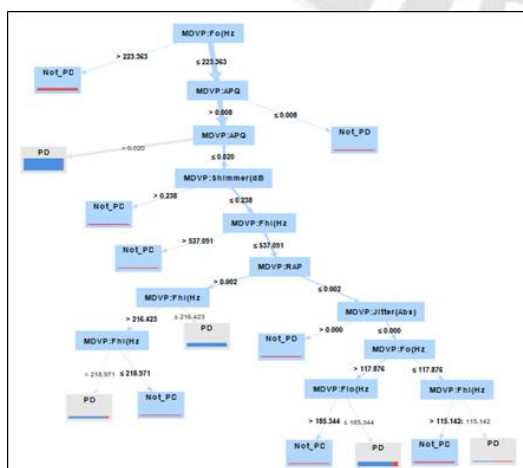 MDVP:Fo(Hz
> 223.363
≤ 223.363
Not_PD
MDVP:APQ
> 0.008
≤ 0.008
MDVP:APQ
Not_PD
> 0.020
≤ 0.020
PD
MDVP:Shimmer(dB
> 0.238
≤ 0.238
Not_PD
MDVP:Fhi(Hz
> 537.091
≤ 537.091
Not_PD
MDVP:RAP
> 0.002
≤ 0.002
MDVP:Fhi(Hz
MDVP:Jitter(Abs)
> 216.423
≤ 216.423
> 0.000
≤ 0.000
MDVP:Fhi(Hz
PD
Not_PD
MDVP:Fo(Hz
> 218.971
≤ 218.971
> 117.876
≤ 117.876
PD
Not_PD
MDVP:Flo(Hz
MDVP:Fhi(Hz
> 185.344
≤ 185.344
> 115.142
≤ 115.142
Not_PD
PD
Not_PD
PD